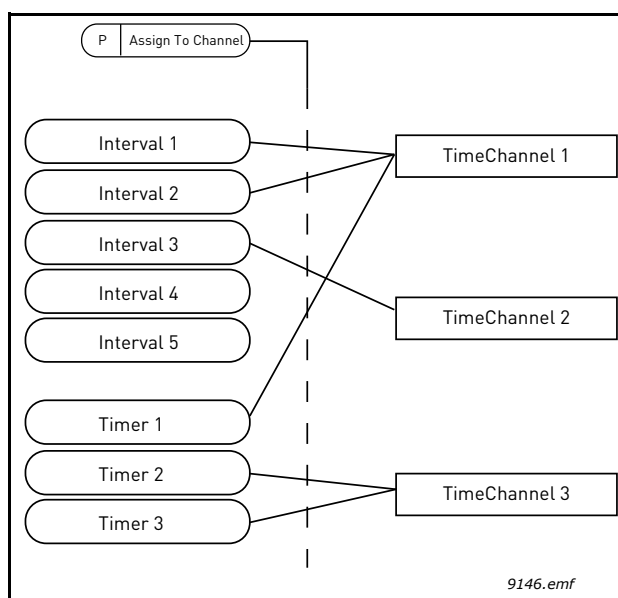 P Assign To Channel
Interval 1
Interval 2
Interval 3
Interval 4
Interval 5
Timer 1
Timer 2
Timer 3
TimeChannel 1
TimeChannel 2
TimeChannel 3
9146.emf